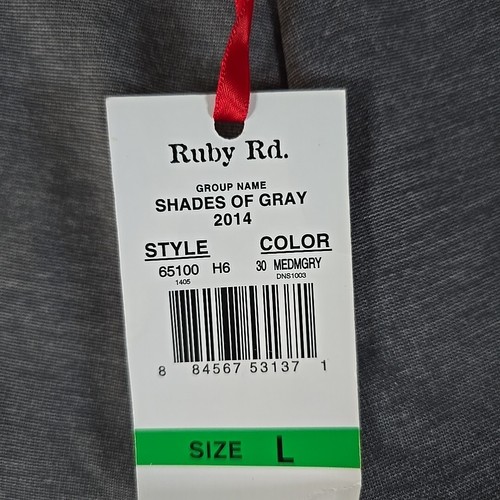 Ruby Rd.
GROUP NAME
SHADES OF GRAY
2014
STYLE COLOR
65100 H6 30 MEDMGRY
1405 DNS1003
8 84567 53137 1
SIZE L